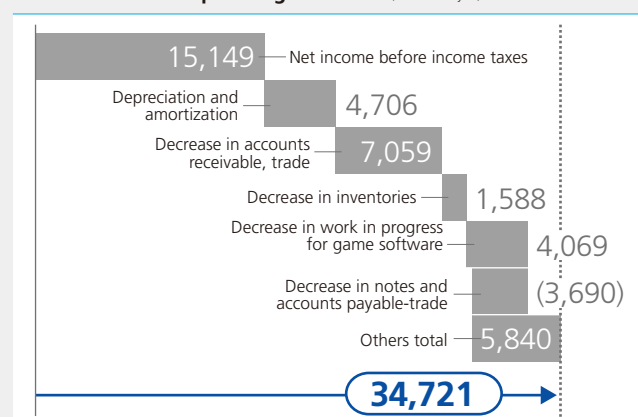 15,149 Net income before income taxes
Depreciation and
amortization
4,706
Decrease in accounts
receivable, trade
7,059
Decrease in inventories 1,588
Decrease in work in progress
for game software
4,069
Decrease in notes and
accounts payable-trade
(3,690)
Others total 5,840
34,721